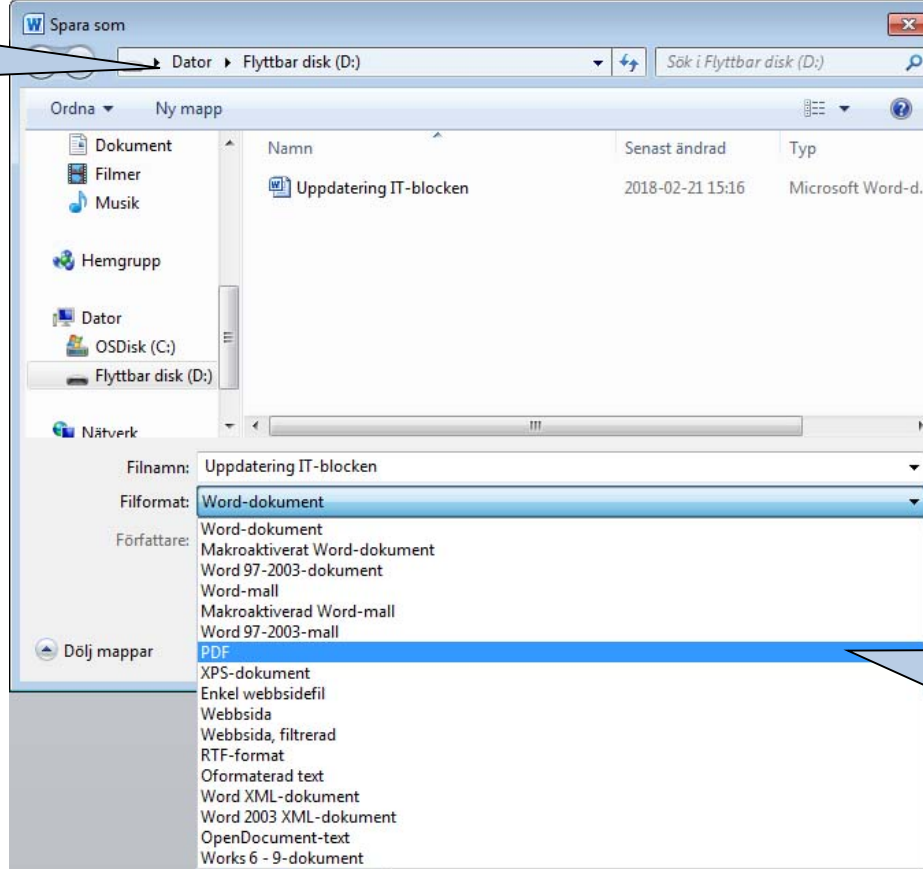 Spara som
Dator Flyttbar disk (D:) Sök i Flyttbar disk (D:)
Ordna Ny mapp
Dokument
Filmer
Musik
Hemgrupp
Dator
OSDisk (C:)
Flyttbar disk (D:)
Nätverk
Namn Senast ändrad Typ
Uppdatering IT-blocken 2018-02-21 15:16 Microsoft Word-d.
Filnamn: Uppdatering IT-blocken
Filformat: Word-dokument
Författare:
Word-dokument
Makroaktiverat Word-dokument
Word 97-2003-dokument
Word-mall
Makroaktiverad Word-mall
Word 97-2003-mall
PDF
XPS-dokument
Enkel webbsidefil
Webbsida
Webbsida, filtrerad
RTF-format
Oformaterad text
Word XML-dokument
Word 2003 XML-dokument
OpenDocument-text
Works 6 - 9-dokument
Dölj mappar